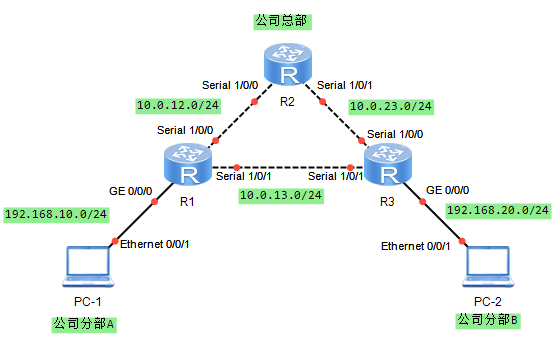 公司总部
R
Serial 1/0/0
Serial 1/0/1
R2
10.0.12.0/24
10.0.23.0/24
Serial 1/0/0
Serial 1/0/0
R
R
Serial 1/0/1
Serial 1/0/1
GE 0/0/0
R1
10.0.13.0/24
R3
GE 0/0/0
192.168.10.0/24
192.168.20.0/24
Ethernet 0/0/1
Ethernet 0/0/1
PC-1
PC-2
公司分部A
公司分部B